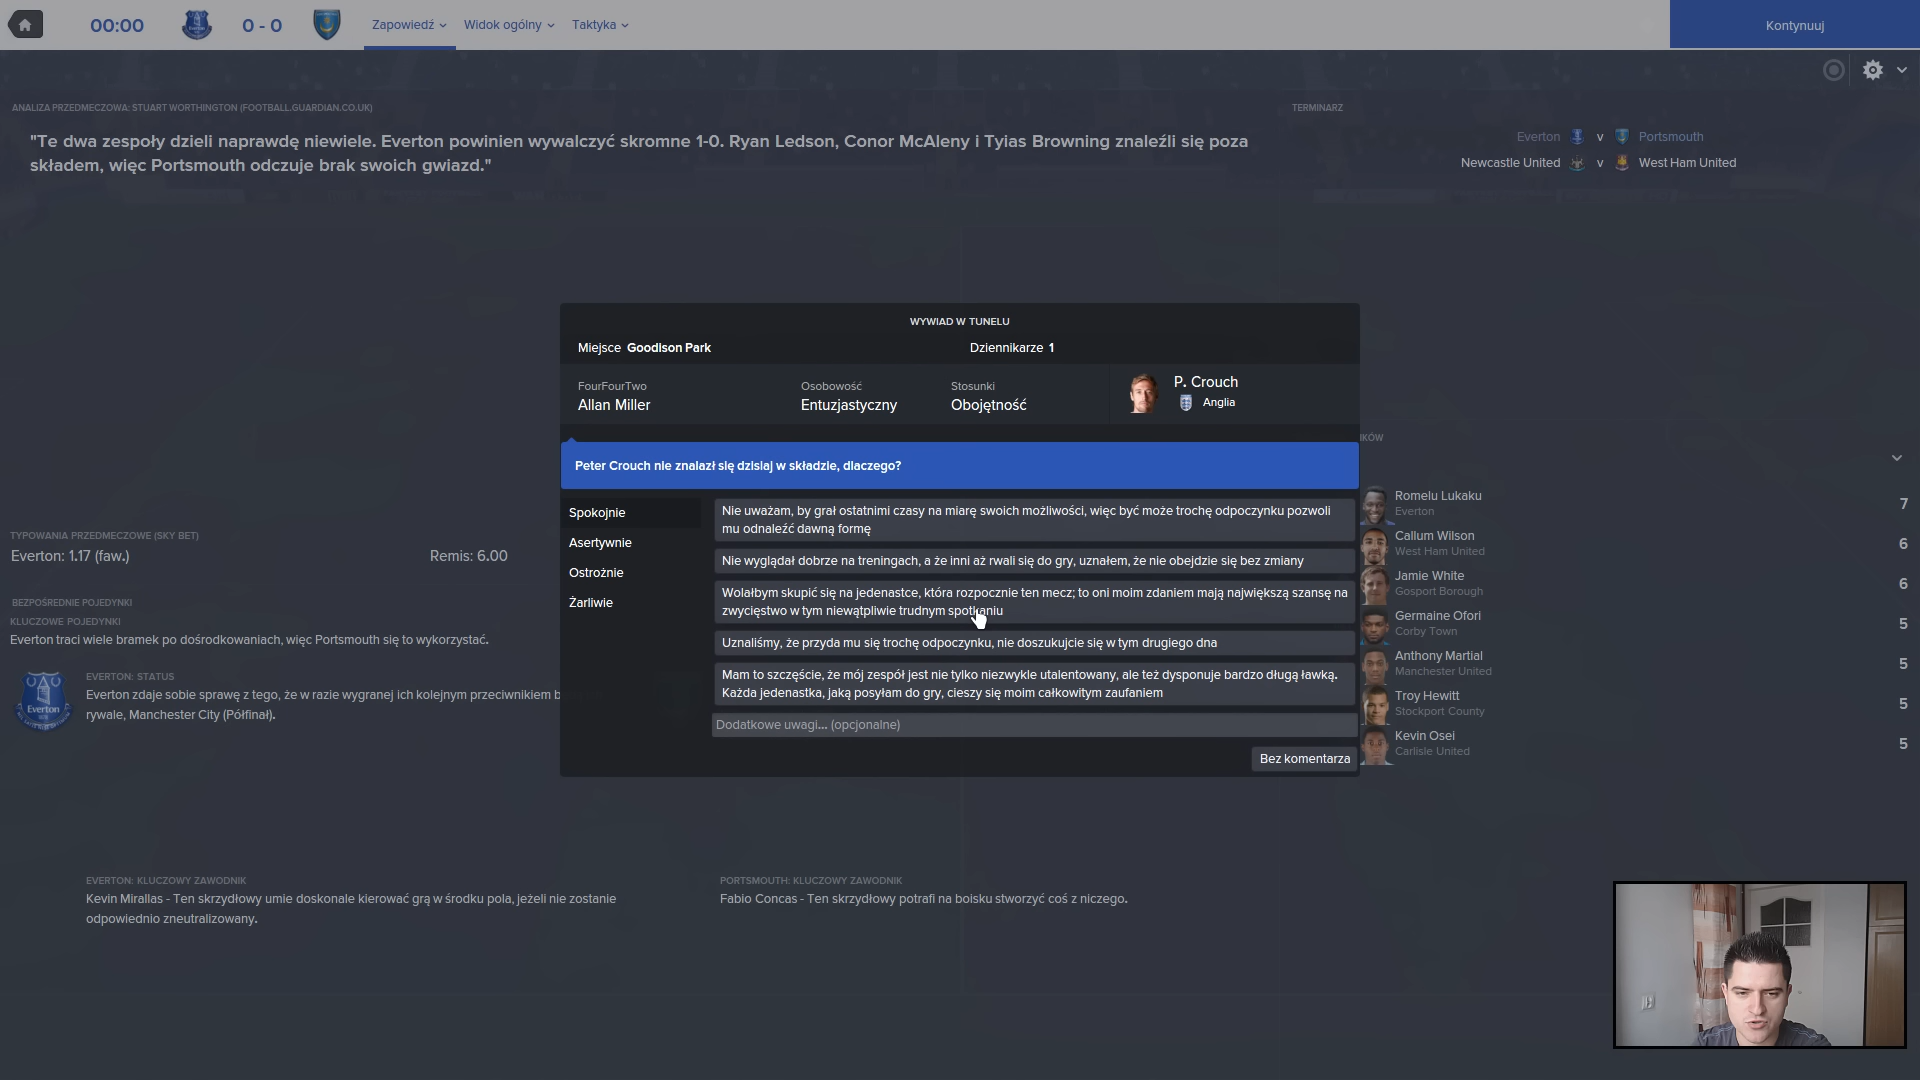 00:00
0 - 0
Zapowiedź
Widok ogólny
Taktyka
Kontynuuj
ANALIZA PRZEDMECZOWA: STUART WORTHINGTON (FOOTBALL.GUARDIAN.CO.UK)
"Te dwa zespoły dzieli naprawdę niewiele. Everton powinien wywalczyć skromne 1-0. Ryan Ledson, Conor McAleny i Tyias Browning znaleźli się poza
składem, więc Portsmouth odczuje brak swoich gwiazd."
TERMINARZ
Everton v Portsmouth
Newcastle United v West Ham United
WYWIAD W TUNELU
Miejsce Goodison Park
Dziennikarze 1
FourFourTwo
Allan Miller
Osobowość
Entuzjastyczny
Stosunki
Obojętność
P. Crouch
Anglia
Peter Crouch nie znalazł się dzisiaj w składzie, dlaczego?
Spokojnie
Asertywnie
Ostrożnie
Żarliwie
Nie uważam, by grał ostatnimi czasy na miarę swoich możliwości, więc być może trochę odpoczynku pozwoli
mu odnaleźć dawną formę
Nie wyglądał dobrze na treningach, a że inni aż rwali się do gry, uznałem, że nie obejdzie się bez zmiany
Wolałbym skupić się na jedenastce, która rozpocznie ten mecz; to oni moim zdaniem mają największą szansę na
zwycięstwo w tym niewątpliwie trudnym spotkaniu
Uznaliśmy, że przyda mu się trochę odpoczynku, nie doszukujcie się w tym drugiego dna
Mam to szczęście, że mój zespół jest nie tylko niezwykle utalentowany, ale też dysponuje bardzo długą ławką.
Każda jedenastka, jaką posyłam do gry, cieszy się moim całkowitym zaufaniem
Dodatkowe uwagi... (opcjonalne)
Bez komentarza
TYPOWANIA PRZEDMECZOWE (SKY BET)
Everton: 1.17 (faw.)
Remis: 6.00
BEZPOŚREDNIE POJEDYNKI
KLUCZOWE POJEDYNKI
Everton traci wiele bramek po dośrodkowaniach, więc Portsmouth się to wykorzystać.
EVERTON: STATUS
Everton zdaje sobie sprawę z tego, że w razie wygranej ich kolejnym przeciwnikiem b
rywale, Manchester City (Półfinał).
Everton
IKÓW
Romelu Lukaku
Everton
7
Callum Wilson
West Ham United
6
Jamie White
Gosport Borough
6
Germaine Ofori
Corby Town
5
Anthony Martial
Manchester United
5
Troy Hewitt
Stockport County
5
Kevin Osei
Carlisle United
5
EVERTON: KLUCZOWY ZAWODNIK
Kevin Mirallas - Ten skrzydłowy umie doskonale kierować grą w środku pola, jeżeli nie zostanie
odpowiednio zneutralizowany.
PORTSMOUTH: KLUCZOWY ZAWODNIK
Fabio Concas - Ten skrzydłowy potrafi na boisku stworzyć coś z niczego.